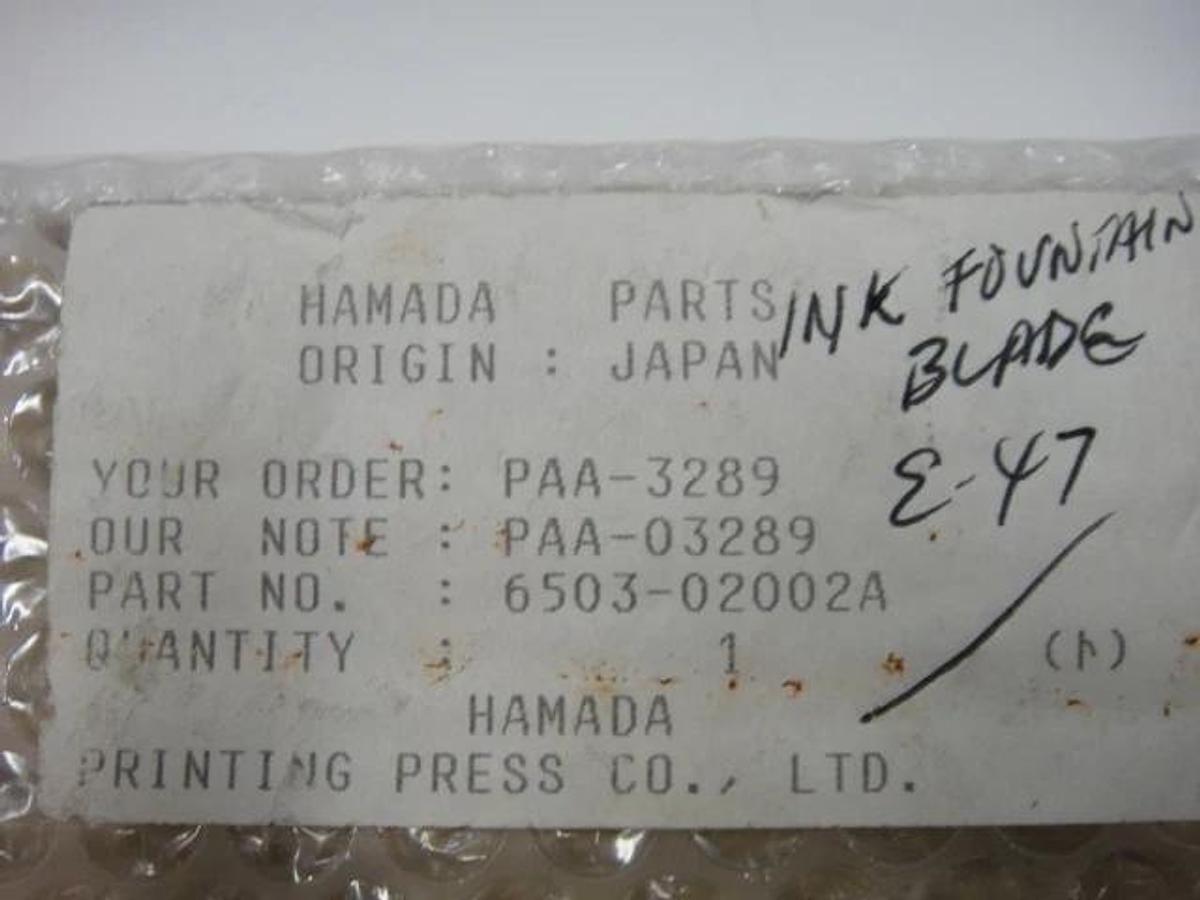 HAMADA PARTS
ORIGIN : JAPAN
INK FOUNTAIN
BLADE
E-47
YOUR ORDER: PAA-3289
OUR NOTE : PAA-03289
PART NO. : 6503-02002A
QUANTITY : 1
HAMADA
PRINTING PRESS CO., LTD.